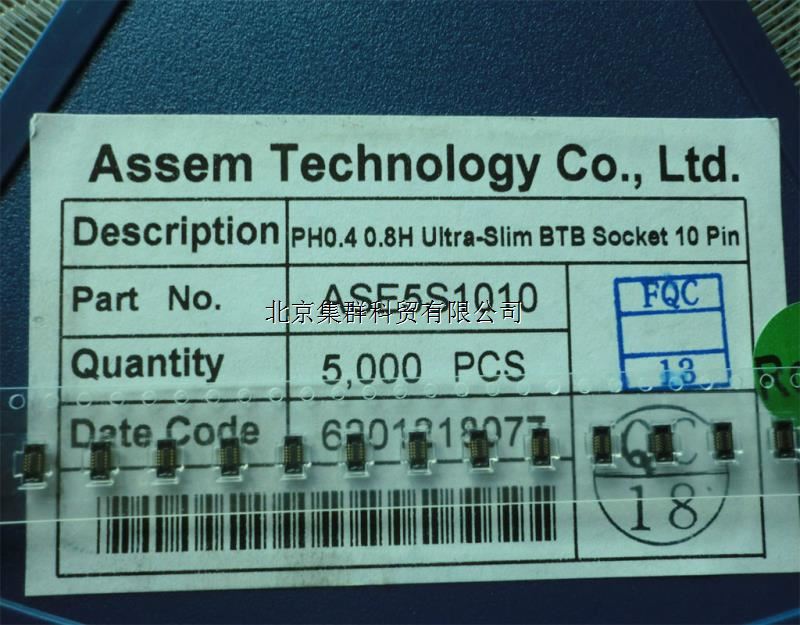 Assem Technology Co., Ltd.
Description PH0.4 0.8H Ultra-Slim BTB Socket 10 Pin
Part No. ASE5S1010
FQC
北京集群科贸有限公司
Quantity 5,000 PCS
13
Date Code
QC
18